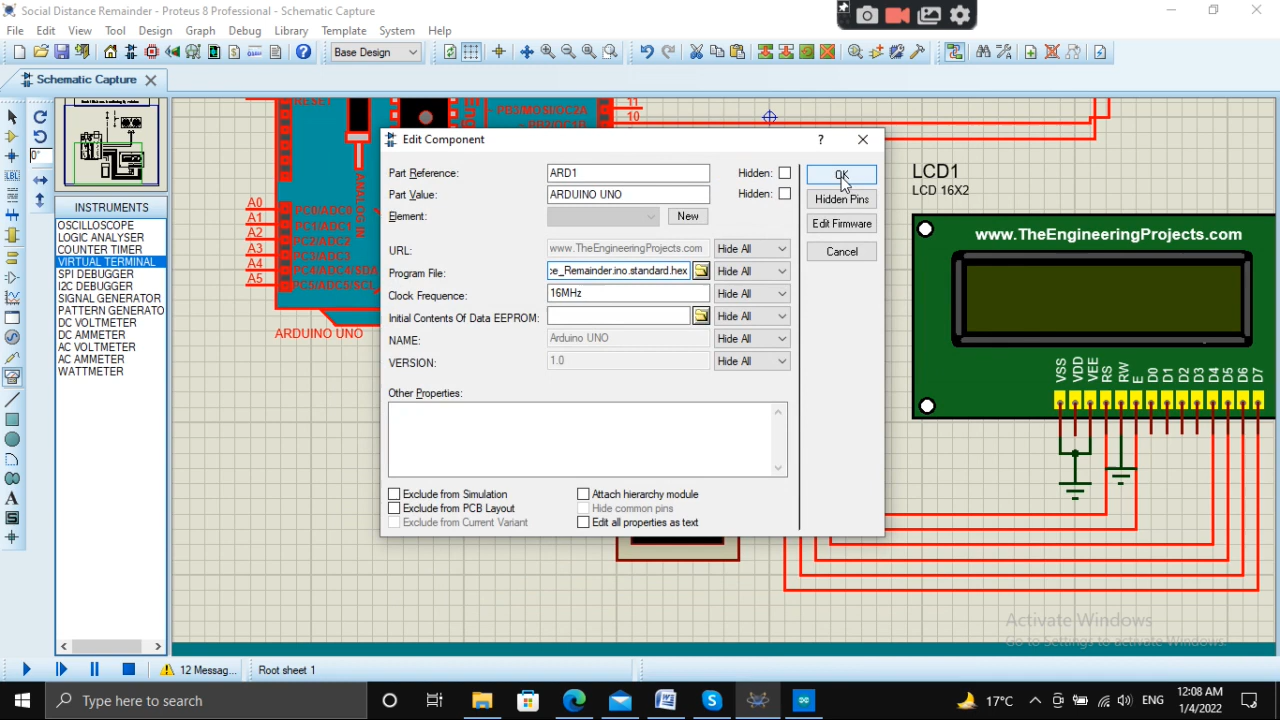 Social Distance Remainder - Proteus 8 Professional - Schematic Capture
File Edit View Tool Design Graph Debug Library Template System Help
Base Design
Schematic Capture
RESET
11
PB3/MOSI/OC2A
10
Edit Component
?
Part Reference:
ARD1
Hidden:
OK
Part Value:
ARDUINO UNO
Hidden:
Hidden Pins
Element:
New
Edit Firmware
URL:
www.TheEngineeringProjects.com
Hide All
Cancel
Program File:
:e_Remainder.ino.standard.hex
Hide All
Clock Frequency:
16MHz
Hide All
Initial Contents Of Data EEPROM:
Hide All
NAME:
Arduino UNO
Hide All
VERSION:
1.0
Hide All
Other Properties:
Exclude from Simulation
Attach hierarchy module
Exclude from PCB Layout
Hide common pins
Exclude from Current Variant
Edit all properties as text
0°
INSTRUMENTS
OSCILLOSCOPE
LOGIC ANALYSER
COUNTER TIMER
VIRTUAL TERMINAL
SPI DEBUGGER
I2C DEBUGGER
SIGNAL GENERATOR
PATTERN GENERATO
DC VOLTMETER
DC AMMETER
AC VOLTMETER
AC AMMETER
WATTMETER
ANALOG IN
A0 PC0/ADC0
A1 PC1/ADC1
A2 PC2/ADC2
A3 PC3/ADC3
A4 PC4/ADC4/SDA
A5 PC5/ADC5/SCL
ARDUINO UNO
LCD1
LCD 16X2
www.TheEngineeringProjects.com
VSS VDD VEE RS RW E D0 D1 D2 D3 D4 D5 D6 D7
Activate Windows
Go to Settings to activate Windows.
12 Messag...
Root sheet 1
Type here to search
17°C
ENG
12:08 AM
1/4/2022